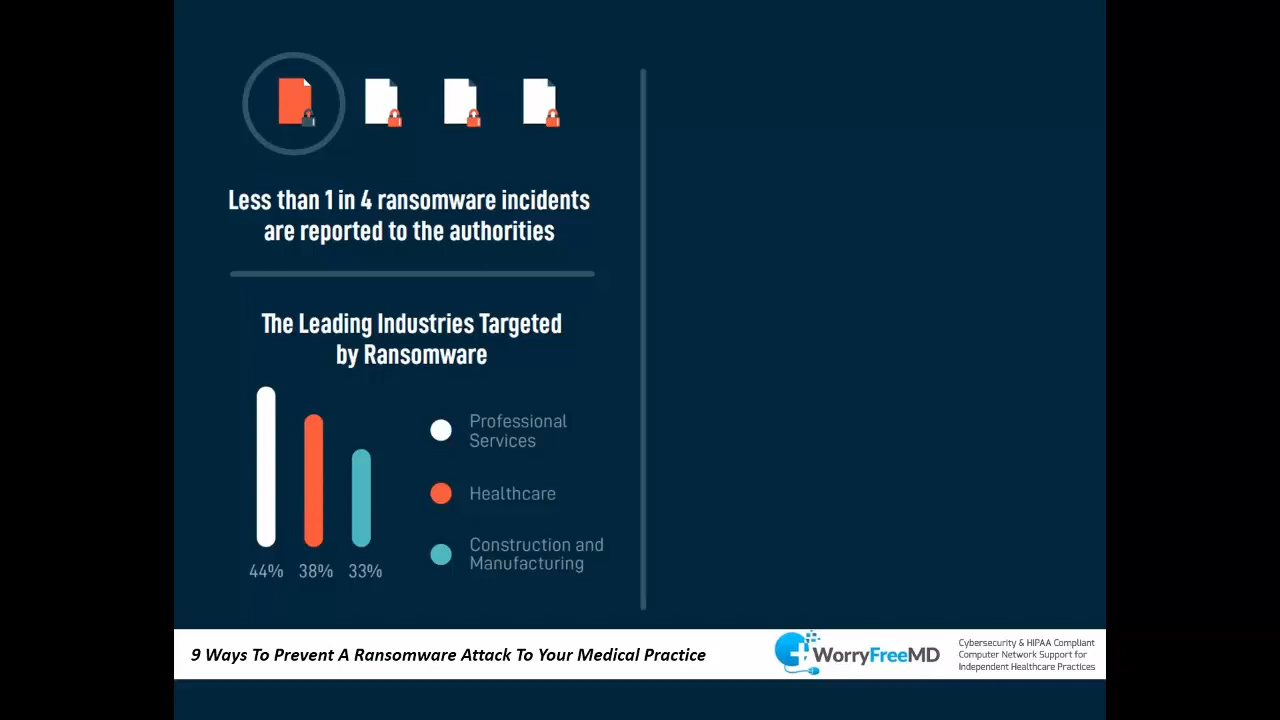 Less than 1 in 4 ransomware incidents
are reported to the authorities
The Leading Industries Targeted
by Ransomware
Professional
Services
Healthcare
Construction and
Manufacturing
44% 38% 33%
9 Ways To Prevent A Ransomware Attack To Your Medical Practice
WorryFreeMD
Cybersecurity & HIPAA Compliant
Computer Network Support for
Independent Healthcare Practices